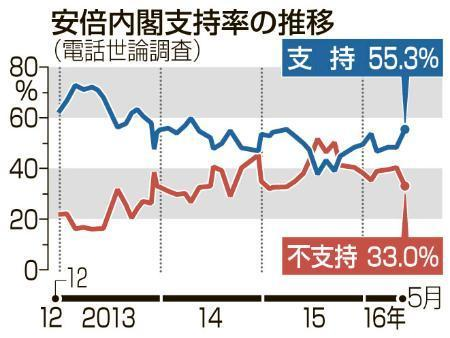 安倍内閣支持率の推移
(電話世論調査)
支 持 55.3%
80
%
60
40
20
0
不支持 33.0%
12
5月
12 2013 14 15 16年